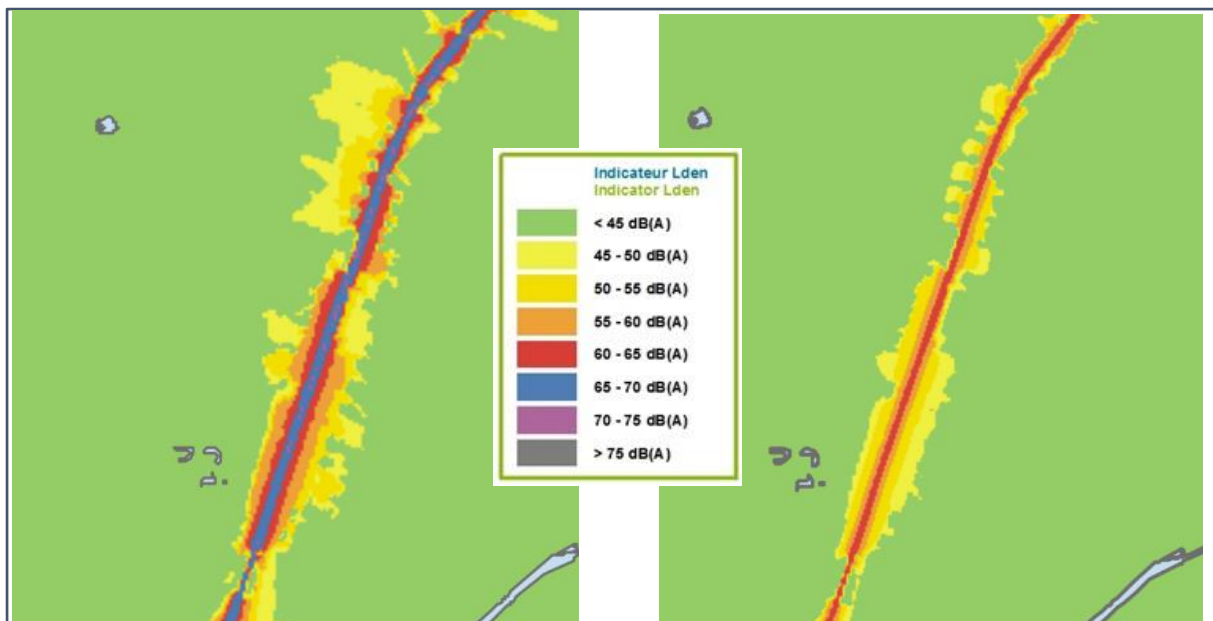 Indicateur Lden
Indicator Lden
< 45 dB(A)
45 - 50 dB(A)
50 - 55 dB(A)
55 - 60 dB(A)
60 - 65 dB(A)
65 - 70 dB(A)
70 - 75 dB(A)
> 75 dB(A)